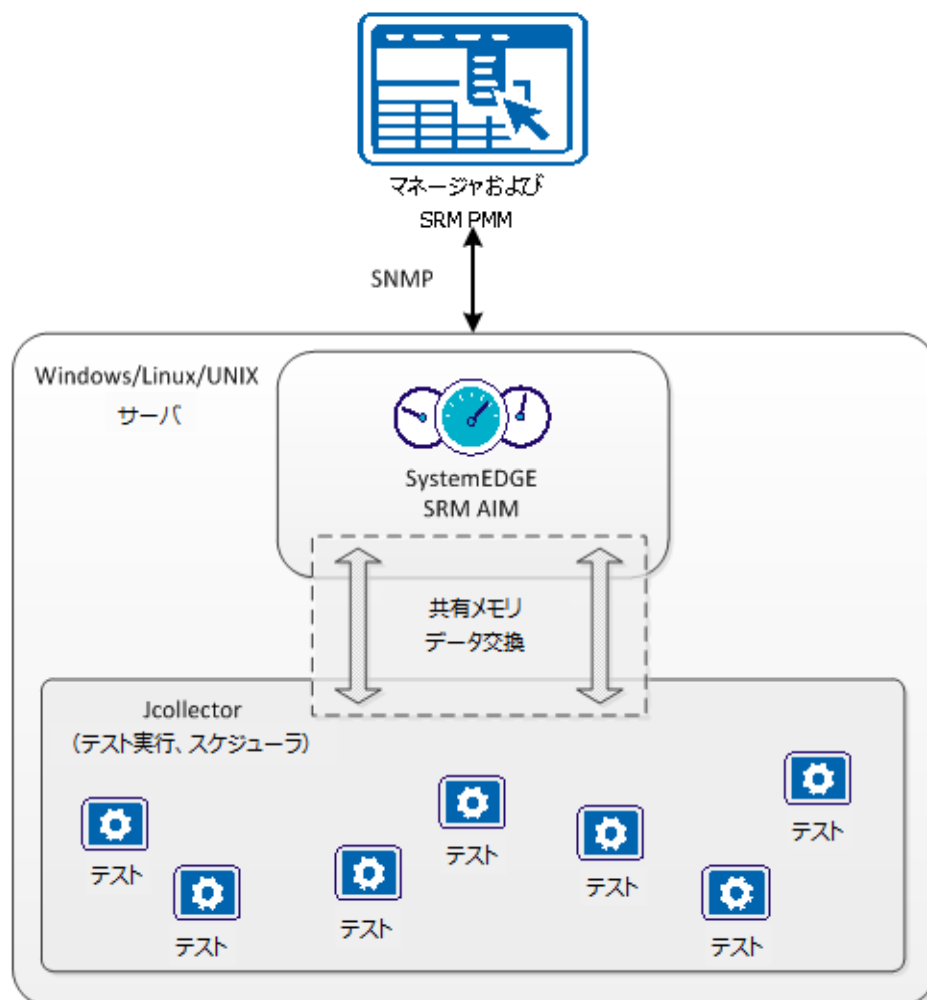 マネージャおよび
SRM PMM
SNMP
Windows/Linux/UNIX
サーバ
SystemEDGE
SRM AIM
共有メモリ
データ交換
Jcollector
（テスト実行、スケジューラ）
テスト
テスト
テスト
テスト
テスト
テスト
テスト